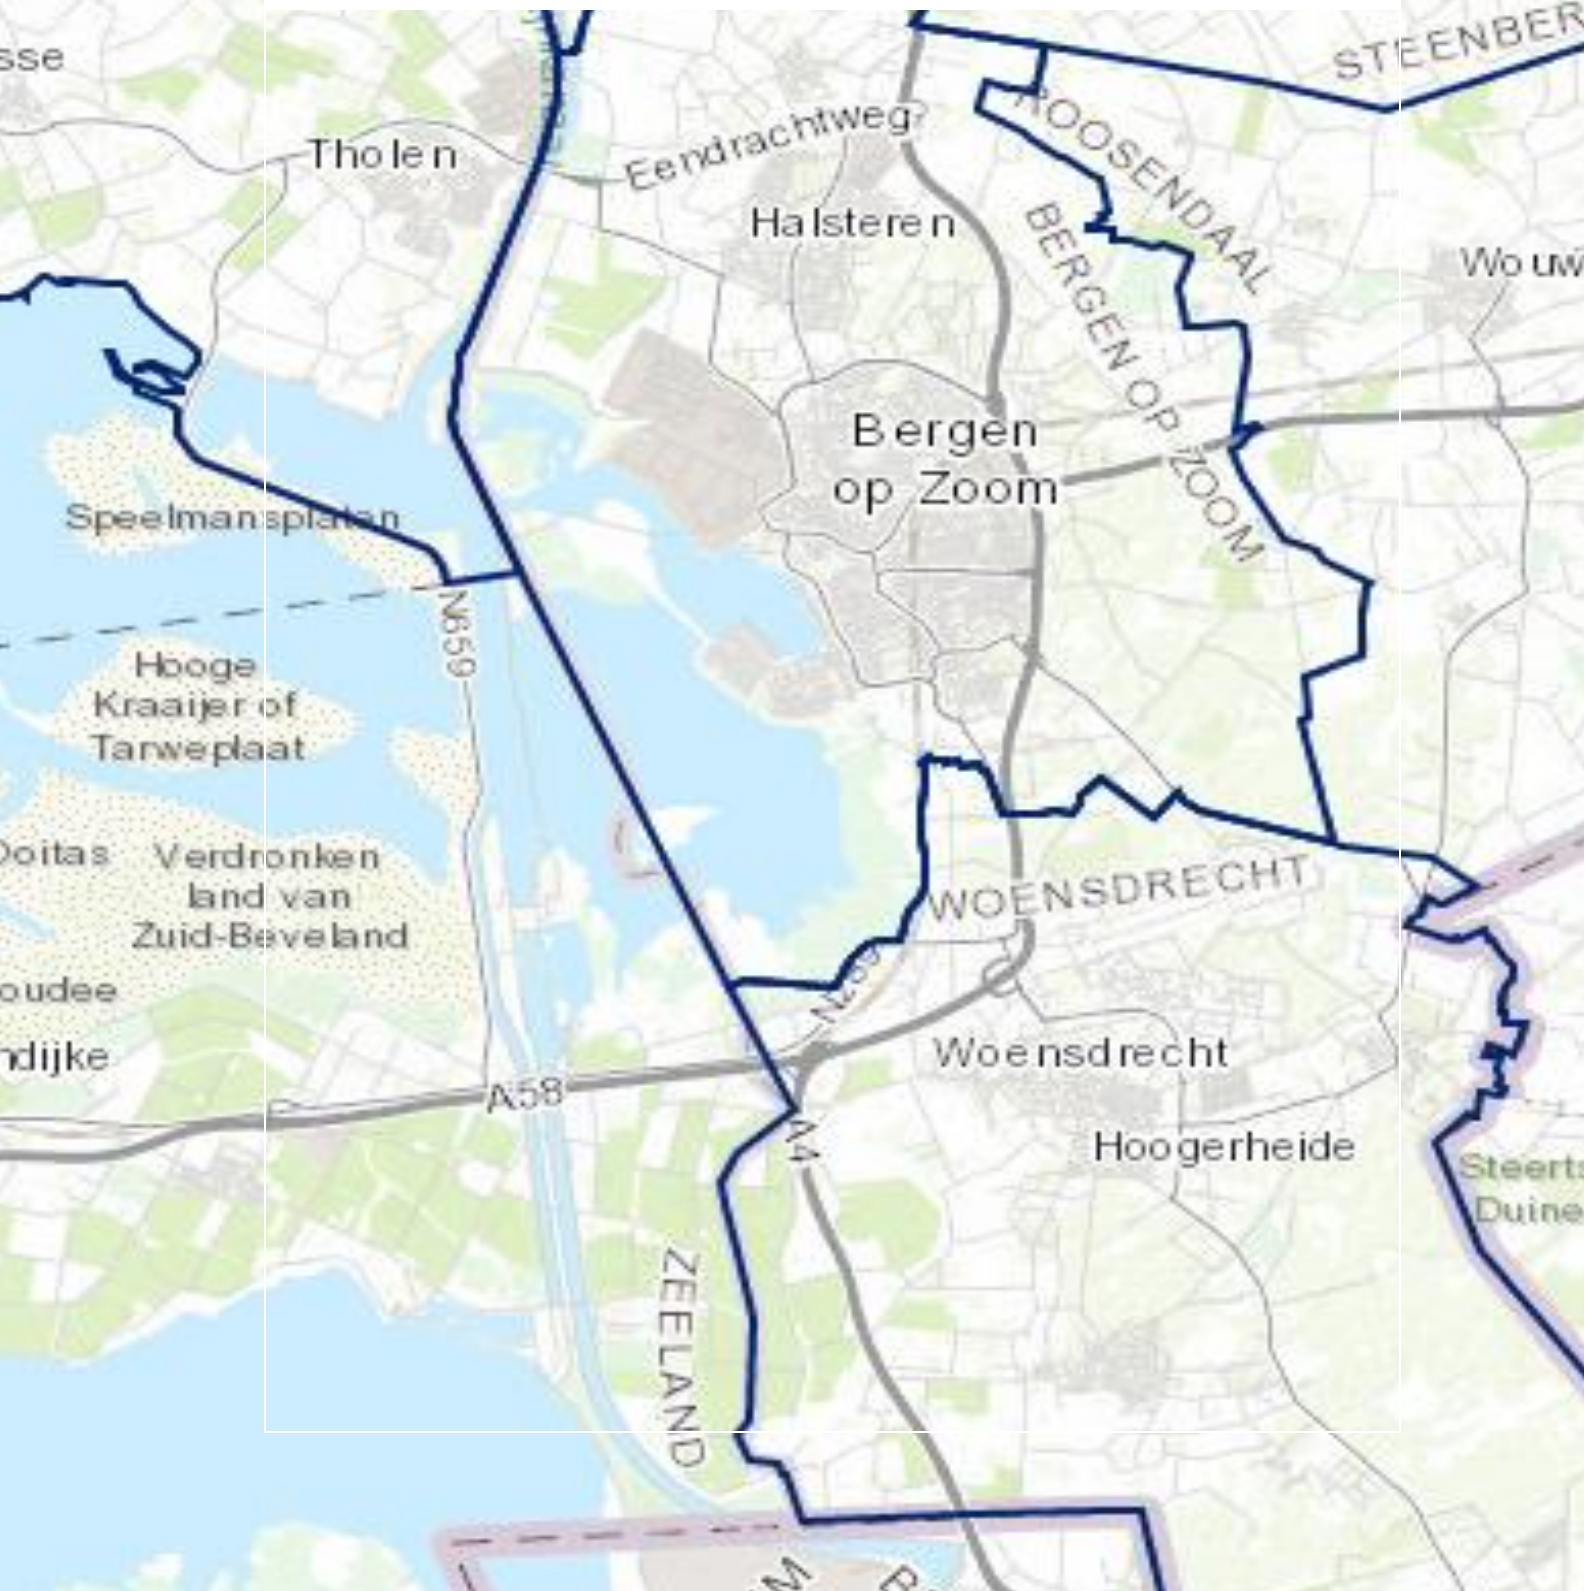 sse
STEENBER
Tholen
Eendrachtweg
ROOSENDAAL
Halsteren
BERGEN OP ZOOM
Wouw
Bergen
op Zoom
Speelmansplaten
N659
Hooge
Kraaijer of
Tarweplaat
Doitas
Verdronken
land van
Zuid-Beveland
WOENSDRECHT
oudee
ndijke
Woensdrecht
A58
A4
Hoogerheide
Steerts
Duine
ZEELAND